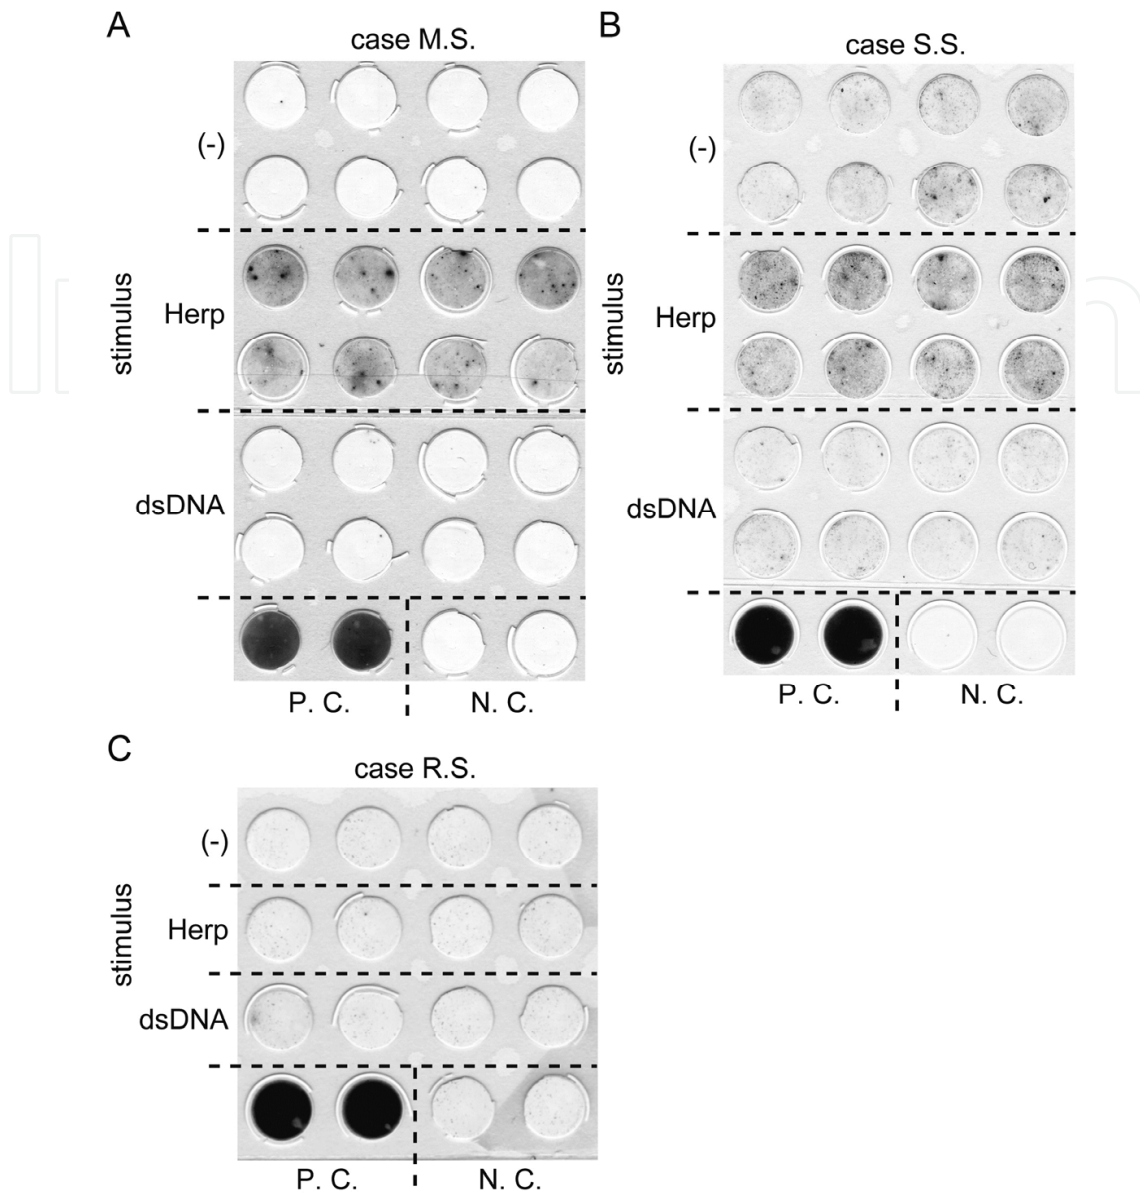 A
case M.S.
(-)
Herp
dsDNA
stimulus
P. C.
N. C.
B
case S.S.
(-)
Herp
dsDNA
stimulus
P. C.
N. C.
C
case R.S.
(-)
Herp
dsDNA
stimulus
P. C.
N. C.